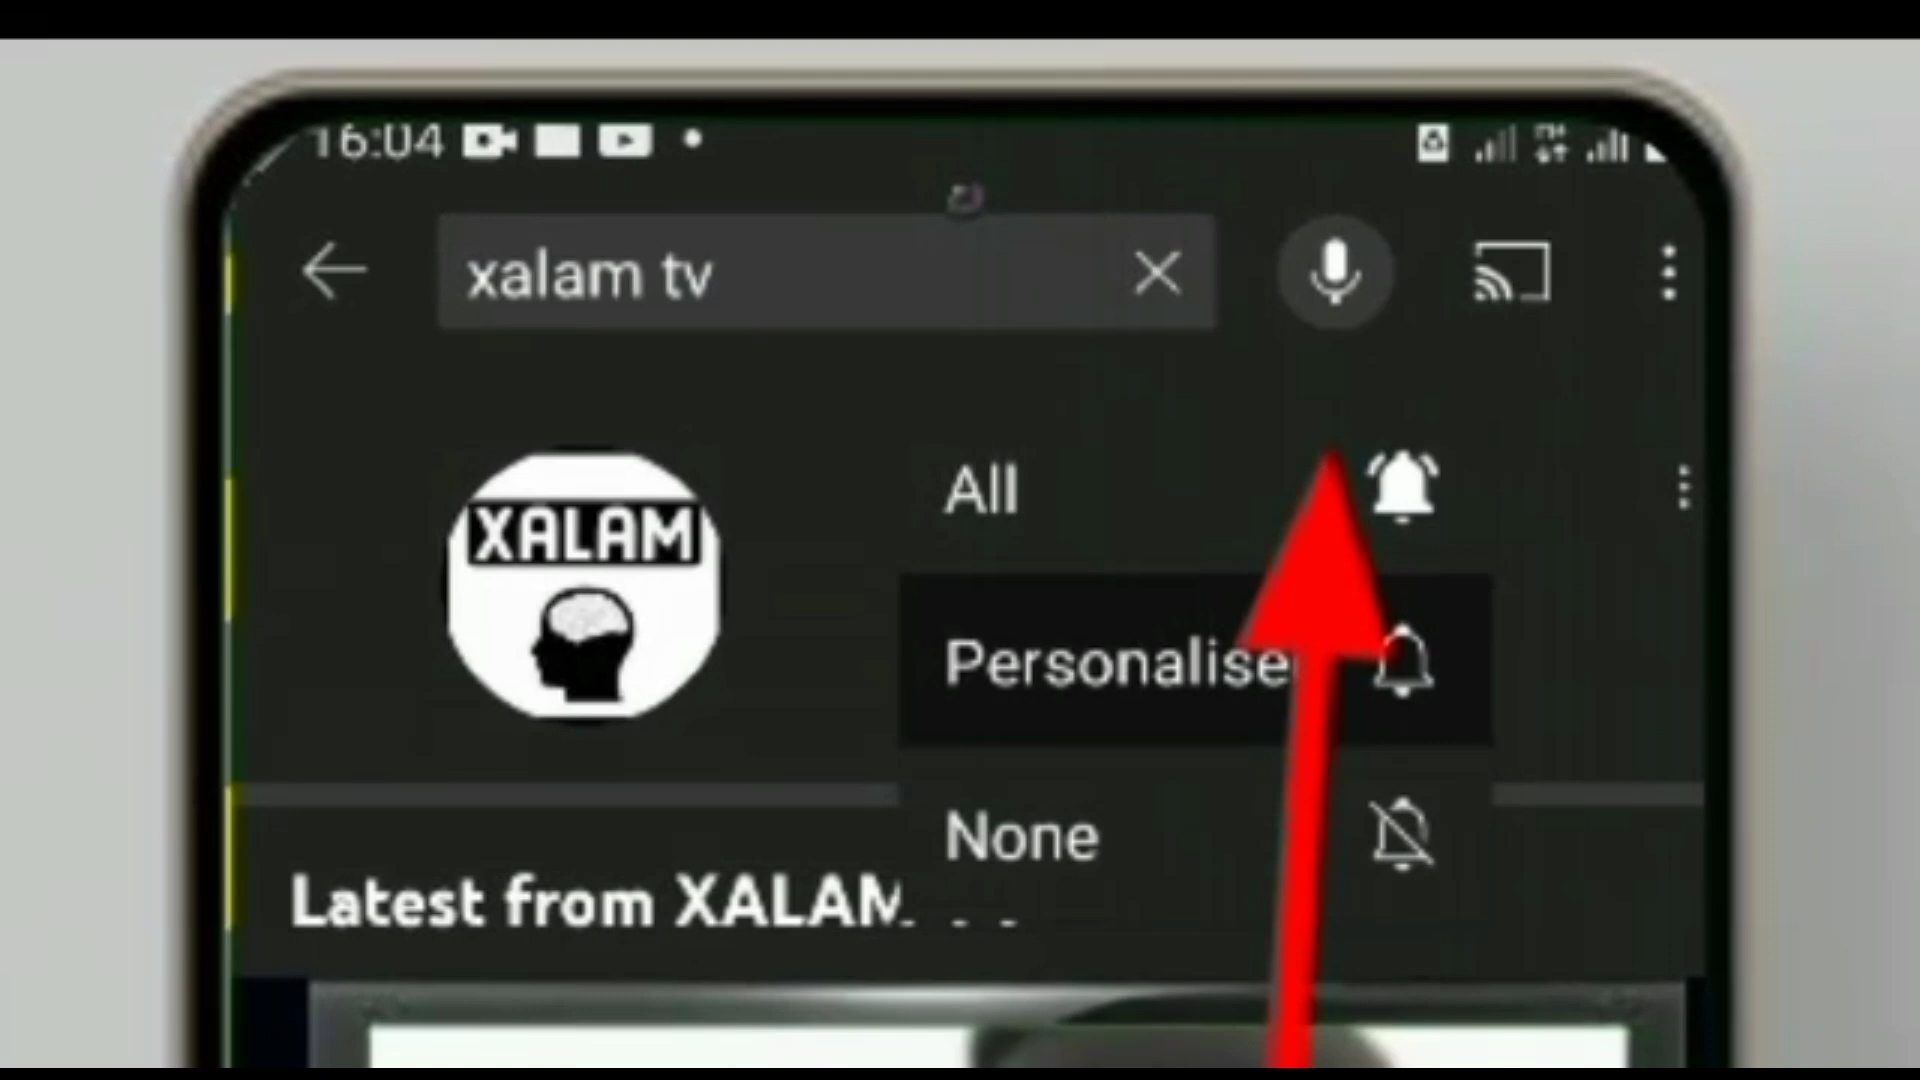 16:04
xalam tv
All
XALAM
Personalise
None
Latest from XALAM